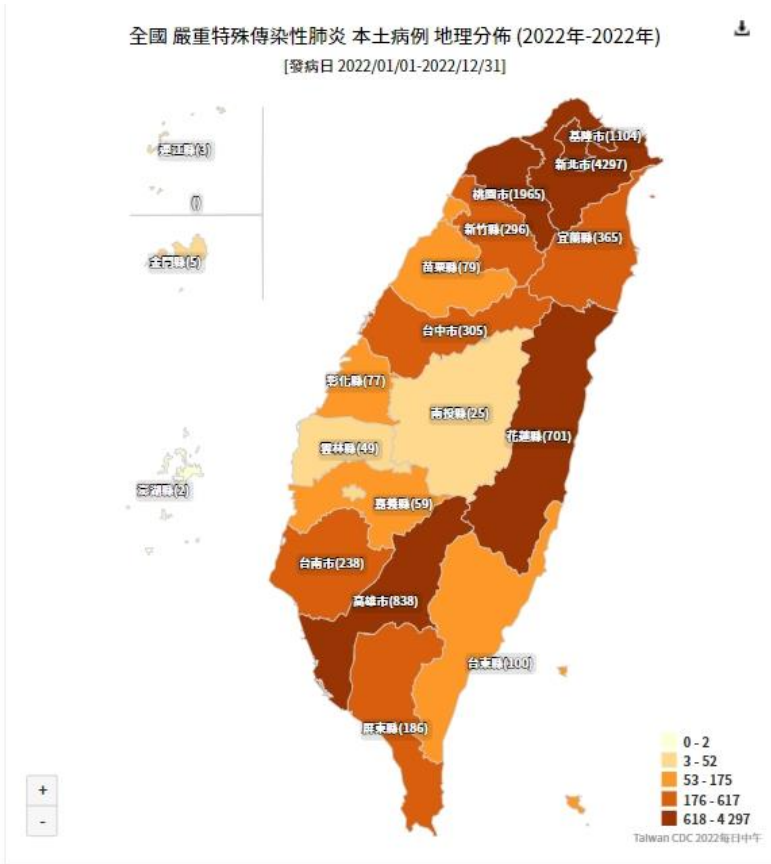 全國 嚴重特殊傳染性肺炎 本土病例 地理分佈 (2022年-2022年)
[發病日 2022/01/01-2022/12/31]
基隆市(1104)
連江縣(3)
新北市(4297)
桃園市(1965)
()
新竹縣(296)
宜蘭縣(365)
金門縣(5)
苗栗縣(79)
台中市(305)
彰化縣(77)
南投縣(25)
花蓮縣(701)
雲林縣(49)
澎湖縣(2)
嘉義縣(59)
台南市(238)
高雄市(838)
台東縣(100)
屏東縣(186)
0 - 2
3 - 52
53 - 175
176 - 617
618 - 4 297
+
-
Taiwan CDC 2022每日中午